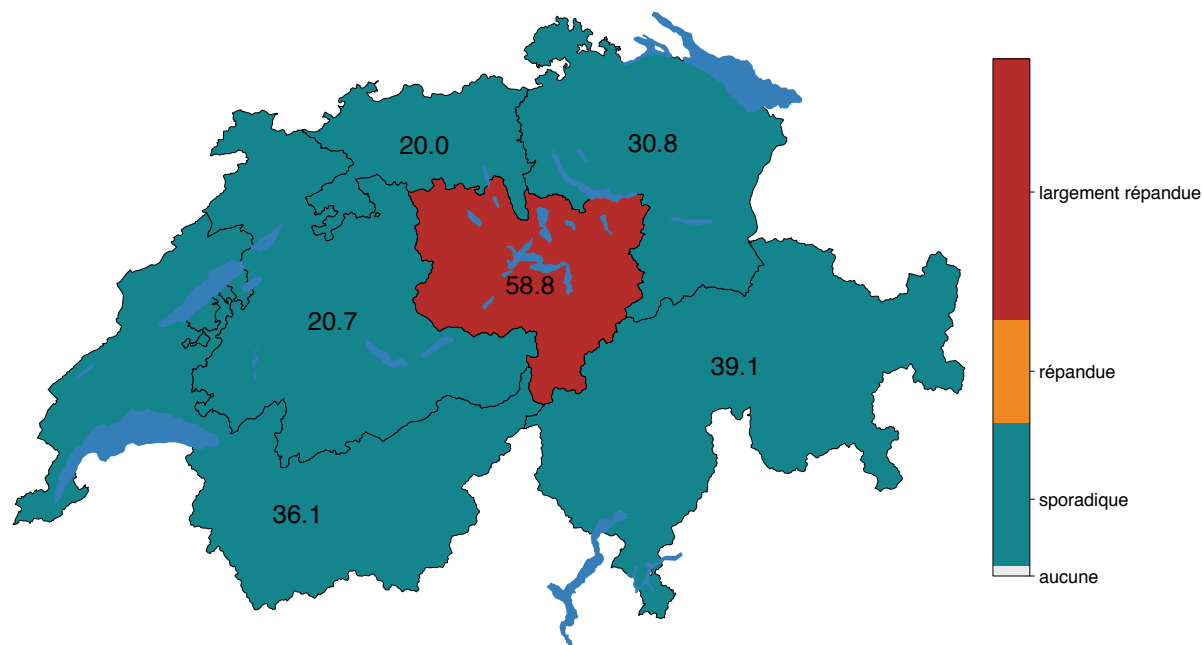 20.0
30.8
58.8
20.7
39.1
36.1
largement répandue
répandue
sporadique
aucune